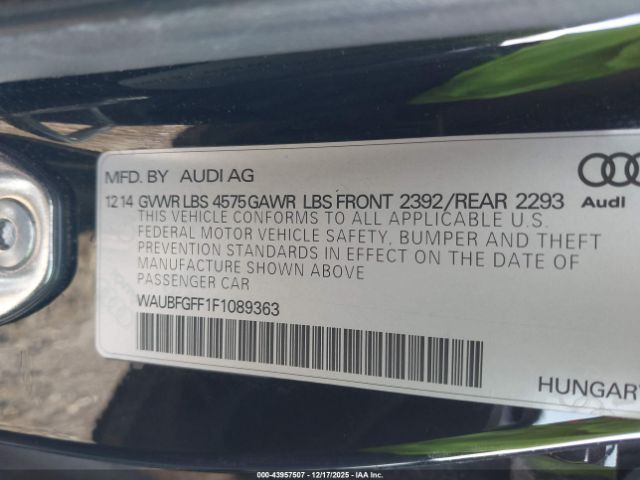 MFD. BY AUDI AG
12 14 GVWR LBS 4575 GAWR LBS FRONT 2392/REAR 2293
Audi
THIS VEHICLE CONFORMS TO ALL APPLICABLE U.S.
FEDERAL MOTOR VEHICLE SAFETY, BUMPER AND THEFT
PREVENTION STANDARDS IN EFFECT ON THE DATE OF
MANUFACTURE SHOWN ABOVE
PASSENGER CAR
WAUBFGFF1F1089363
HUNGAR
000-43957507 - 12/17/2025 - IAAI.COM